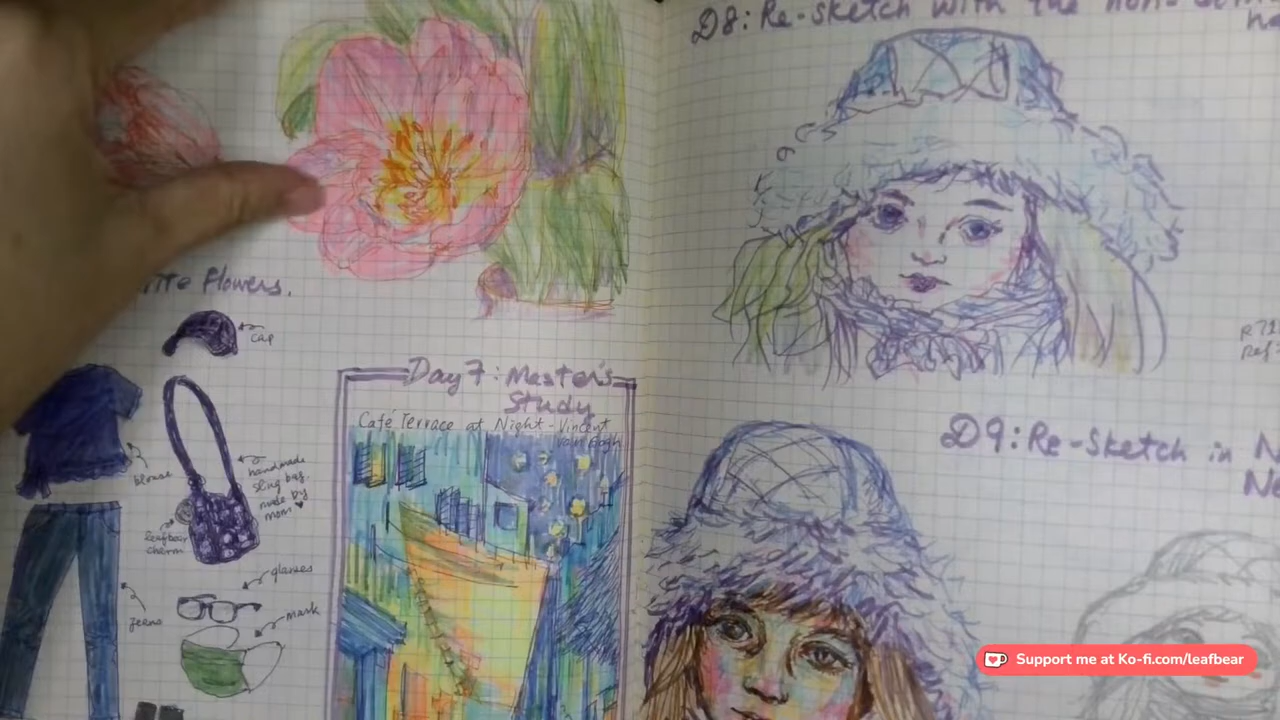 Flowers.
cap
blouse
handmade
sling bag.
made by
mom ♥
leafbear
charm
glasses
mask
jeans
Day 7: Master's
Study
Café Terrace at Night - Vincent
van Gogh
D8: Re-sketch with the non-
D9: Re-Sketch in
Support me at Ko-fi.com/leafbear